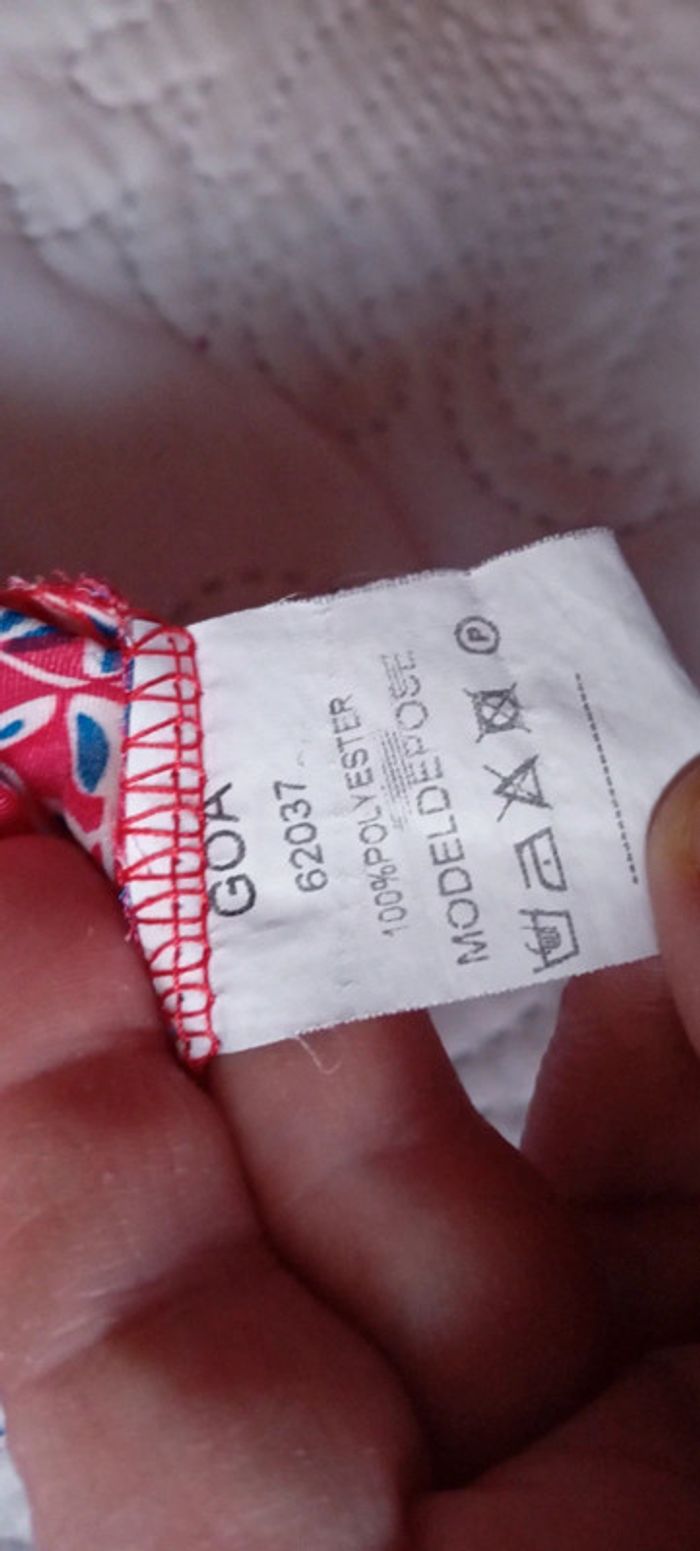 GOA
62037
100%POLYESTER
MODELDEPOSE
P